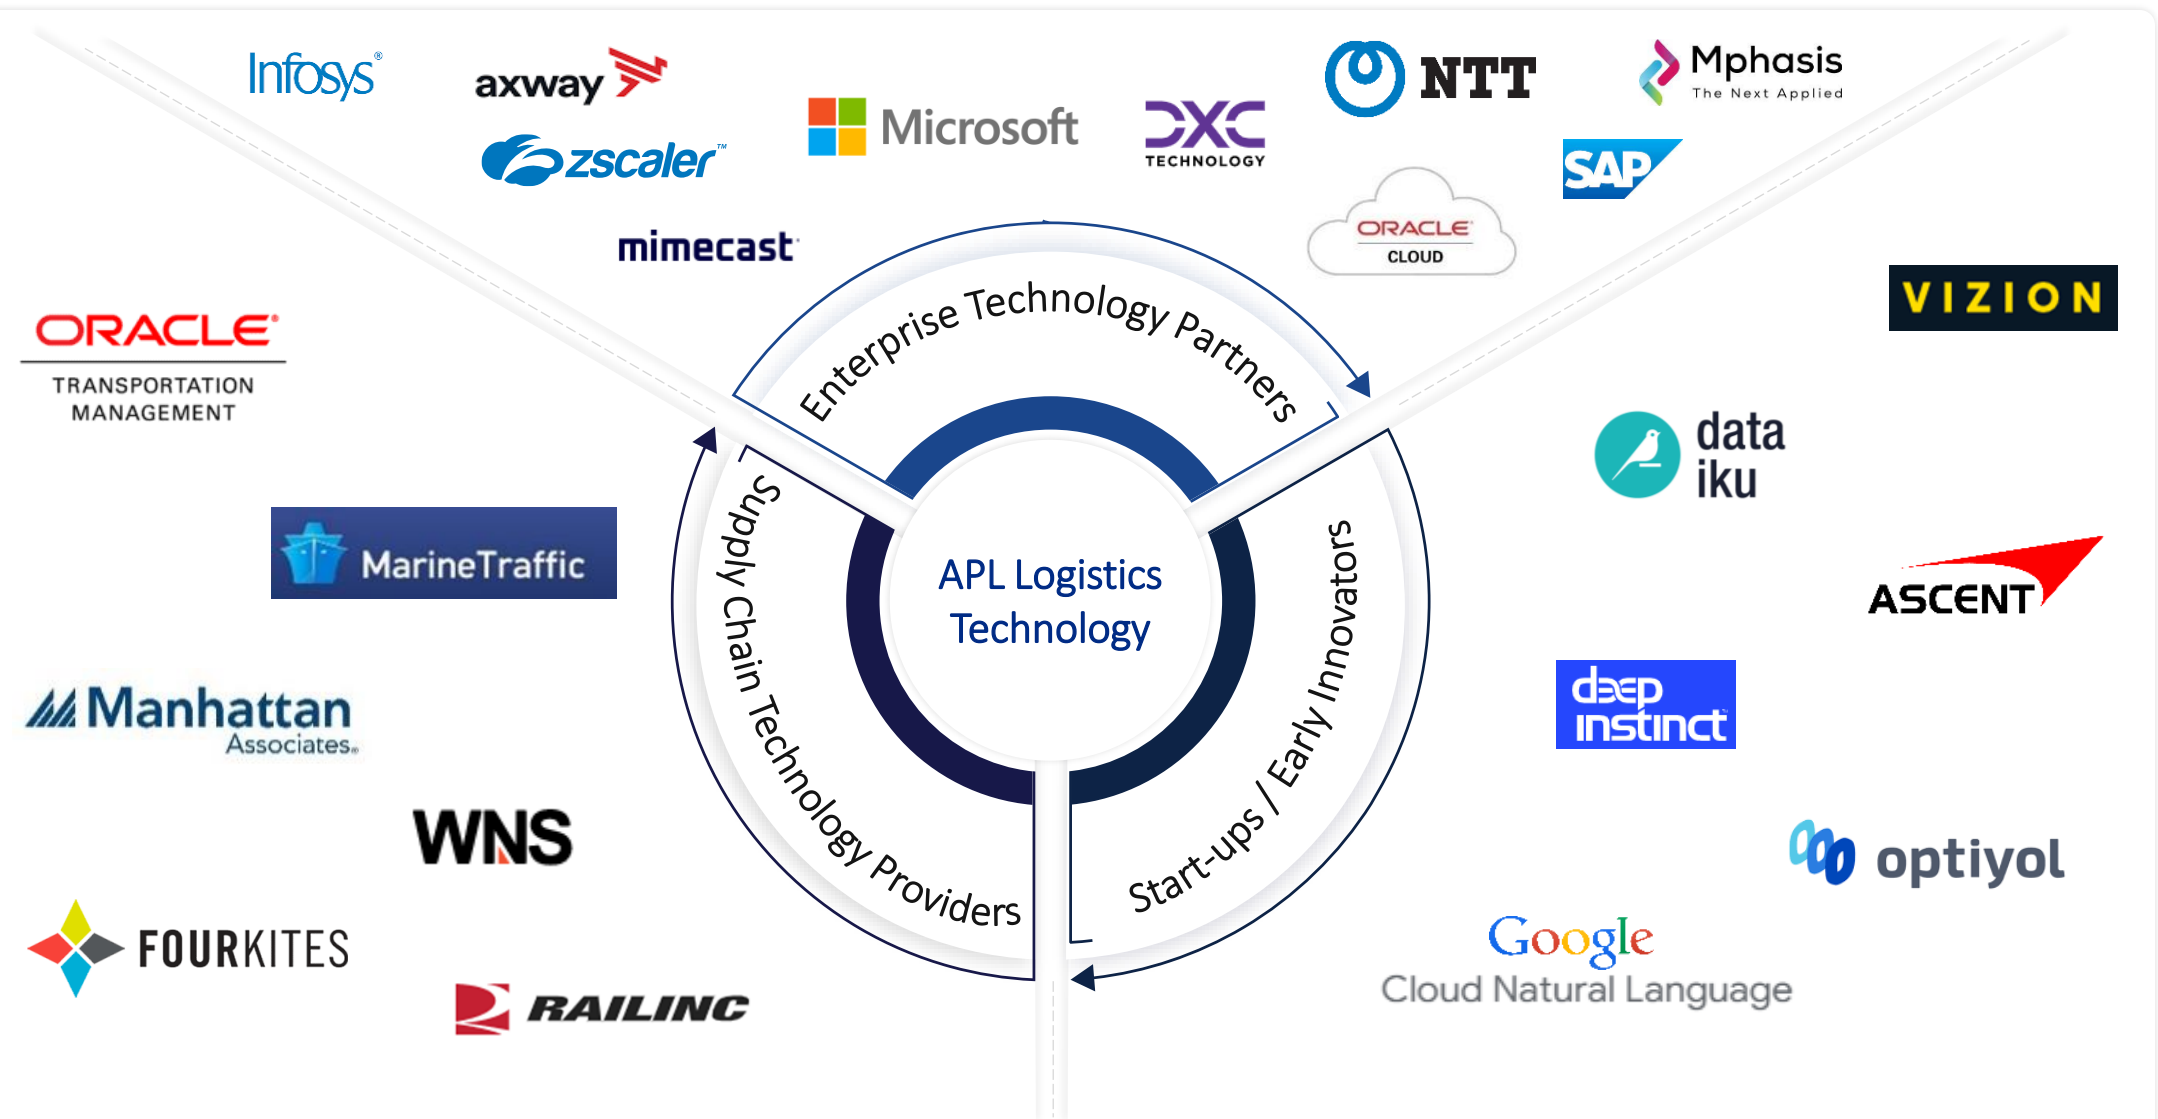 Infosys®
axway
zscaler™
Microsoft
mimecast
DXC
TECHNOLOGY
NTT
Mphasis
The Next Applied
SAP
ORACLE
CLOUD
Enterprise Technology Partners
ORACLE®
TRANSPORTATION
MANAGEMENT
MarineTraffic
Manhattan
Associates®
WNS
FOURKITES
RAILINC
Supply Chain Technology Providers
APL Logistics
Technology
Start-ups / Early Innovators
VIZION
data
iku
ASCENT
deep
instinct™
optiyol
Google
Cloud Natural Language